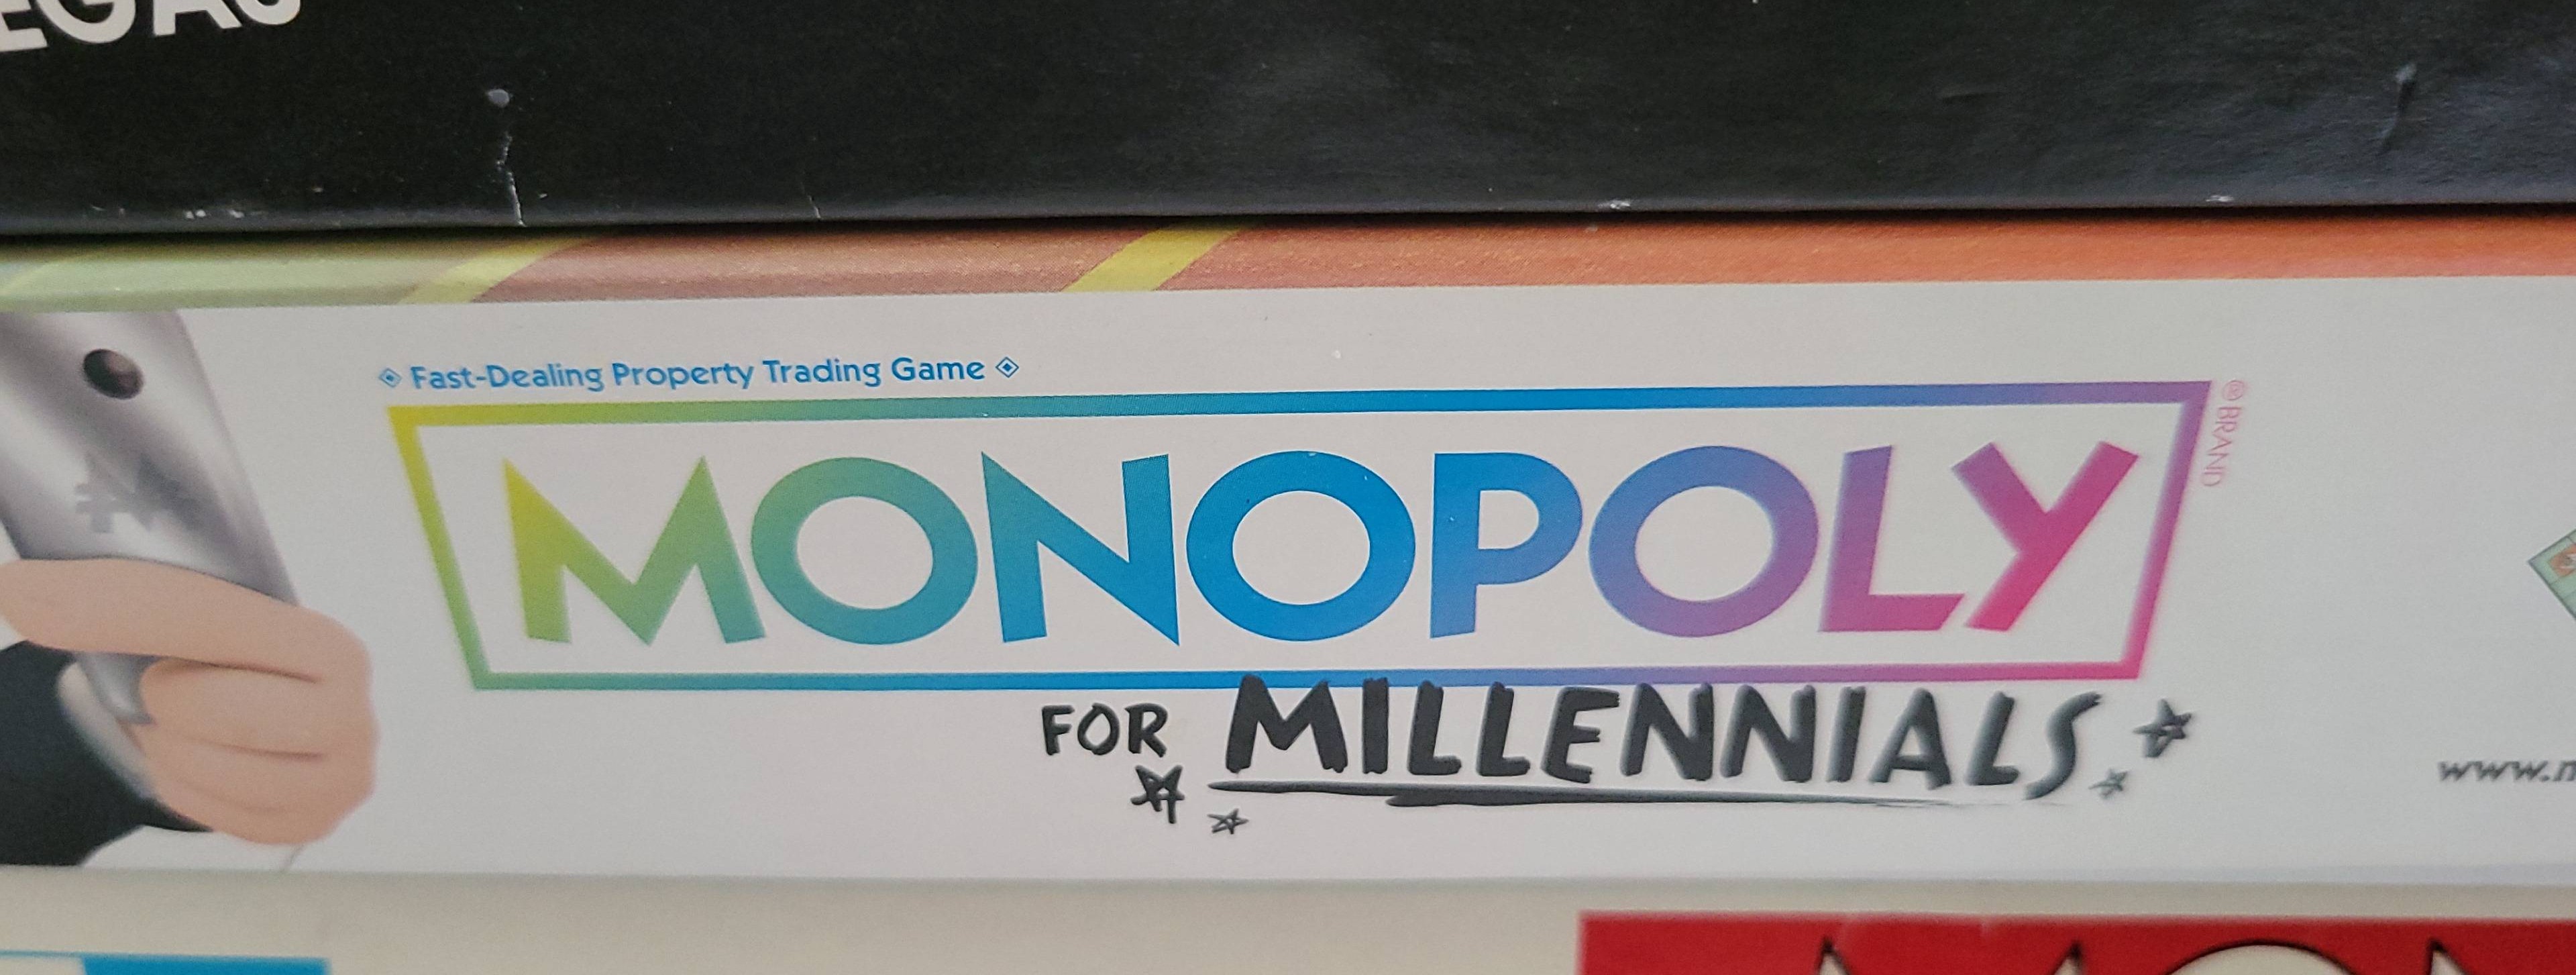 Fast-Dealing Property Trading Game
MONOPOLY
® BRAND
FOR MILLENNIALS